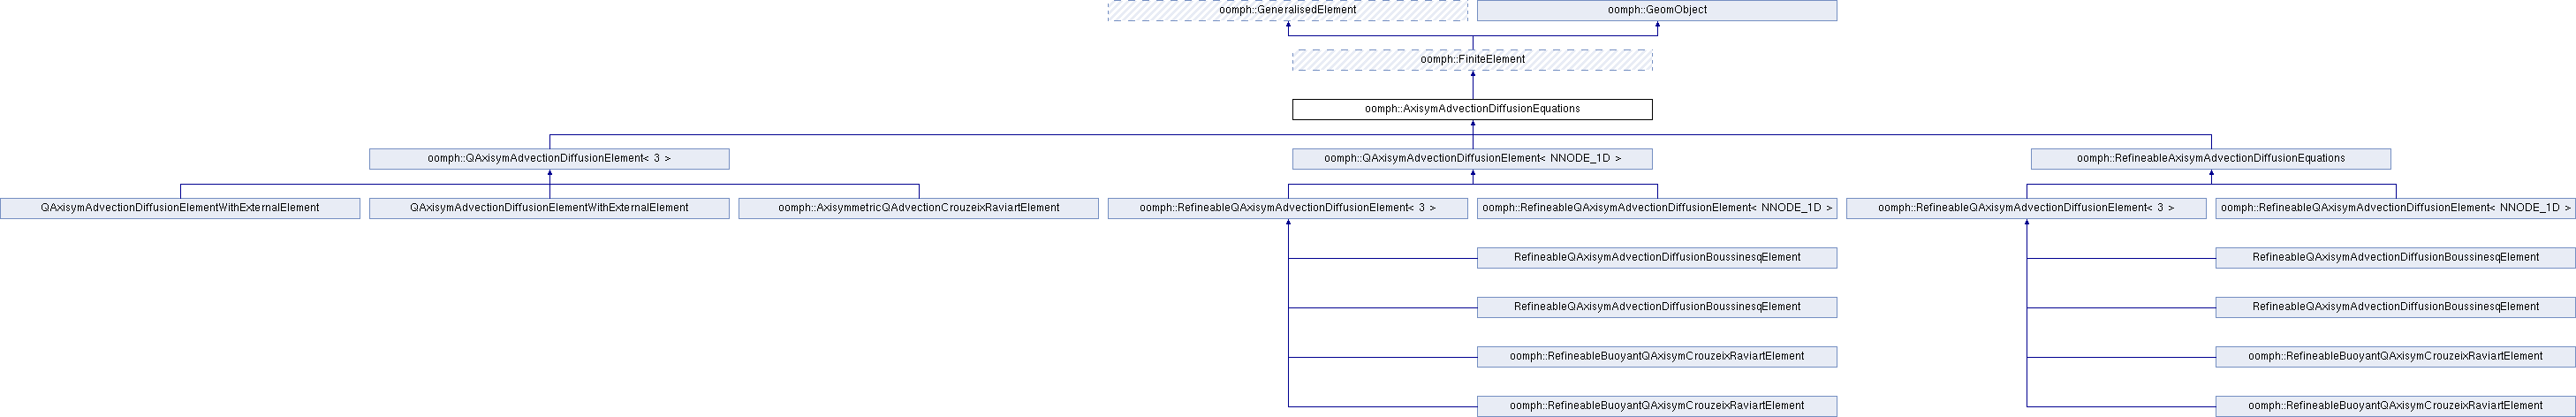 oomph::GeneralisedElement
oomph::GeomObject
oomph::FiniteElement
oomph::AxisymAdvectionDiffusionEquations
oomph::QAxisymAdvectionDiffusionElement< 3 >
oomph::QAxisymAdvectionDiffusionElement< NNODE_1D >
oomph::RefineableAxisymAdvectionDiffusionEquations
QAxisymAdvectionDiffusionElementWithExternalElement
QAxisymAdvectionDiffusionElementWithExternalElement
oomph::AxisymmetricQAdvectionCrouzeixRaviartElement
oomph::RefineableQAxisymAdvectionDiffusionElement< 3 >
oomph::RefineableQAxisymAdvectionDiffusionElement< NNODE_1D >
oomph::RefineableQAxisymAdvectionDiffusionElement< 3 >
oomph::RefineableQAxisymAdvectionDiffusionElement< NNODE_1D >
RefineableQAxisymAdvectionDiffusionBoussinesqElement
RefineableQAxisymAdvectionDiffusionBoussinesqElement
RefineableQAxisymAdvectionDiffusionBoussinesqElement
RefineableQAxisymAdvectionDiffusionBoussinesqElement
oomph::RefineableBuoyantQAxisymCrouzeixRaviartElement
oomph::RefineableBuoyantQAxisymCrouzeixRaviartElement
oomph::RefineableBuoyantQAxisymCrouzeixRaviartElement
oomph::RefineableBuoyantQAxisymCrouzeixRaviartElement